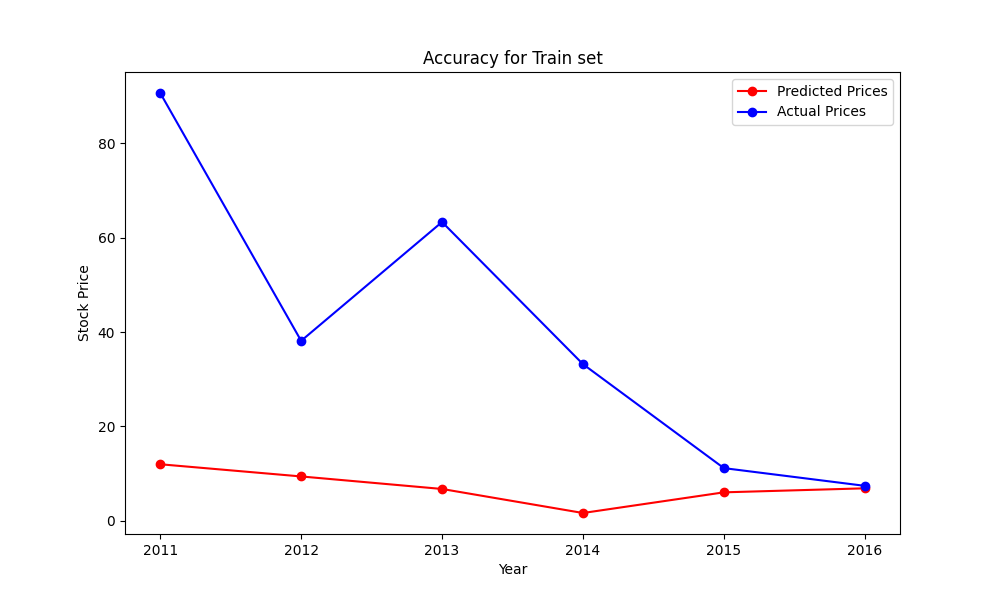 Accuracy for Train set
Predicted Prices
Actual Prices
80
60
40
20
0
Stock Price
2011 2012 2013 2014 2015 2016
Year